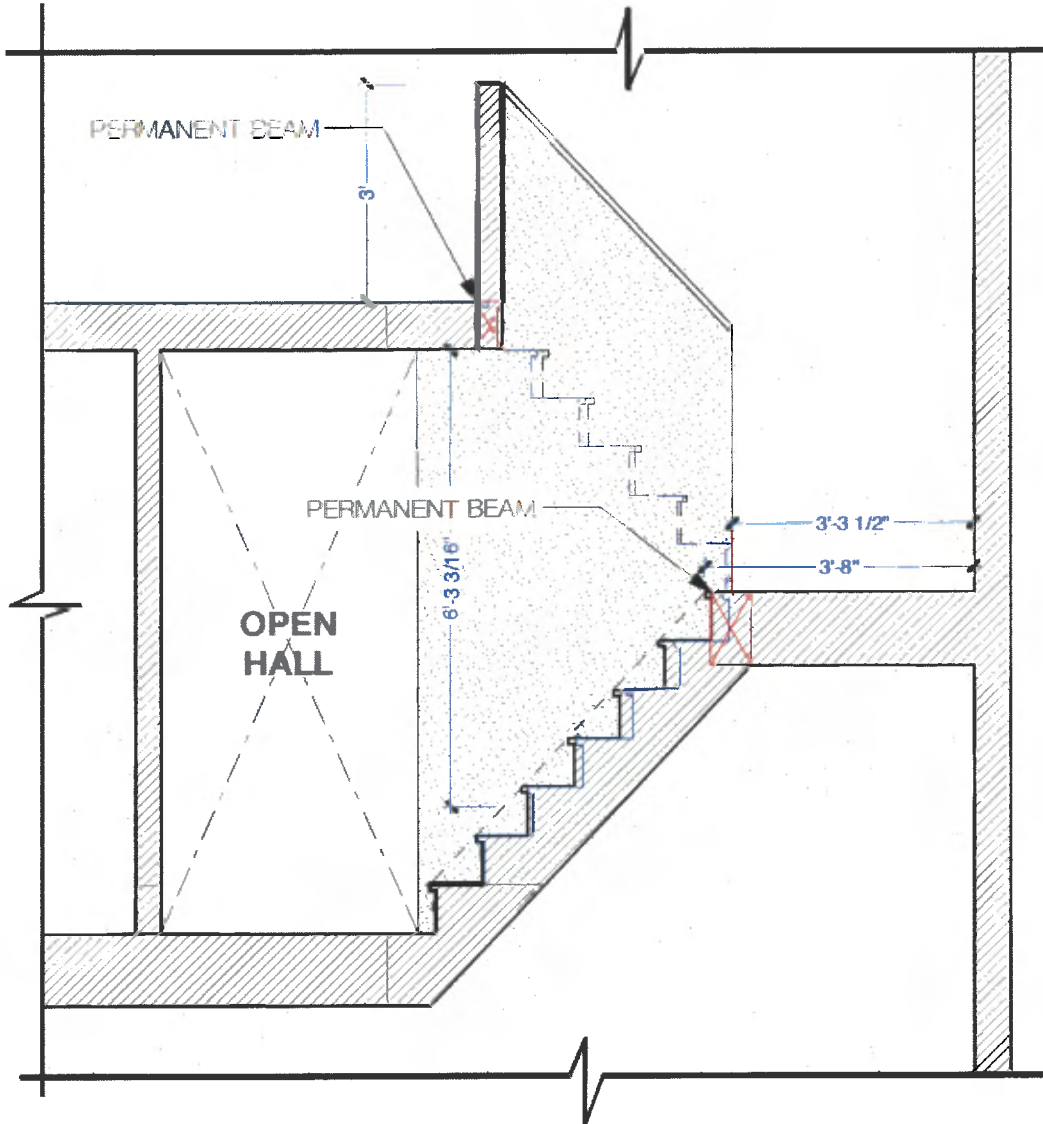 PERMANENT BEAM
3'
PERMANENT BEAM
3'-3 1/2"
3'-8"
6'-3 3/16"
OPEN
HALL